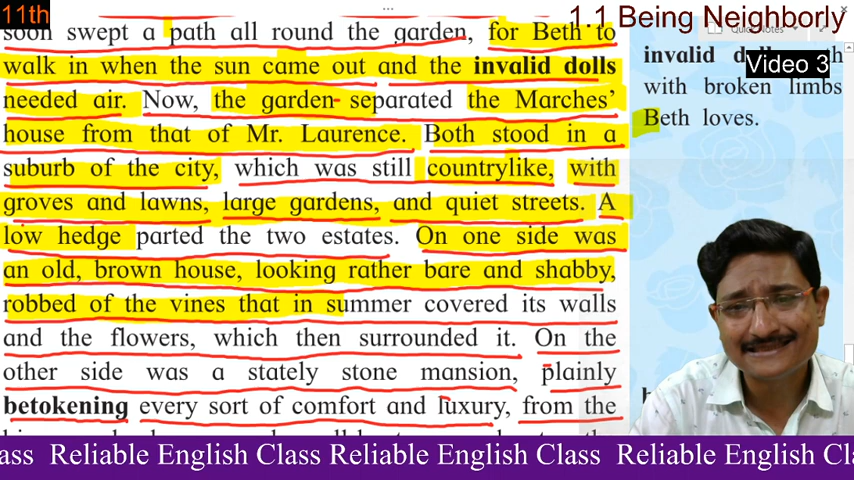 11th
1.1 Being Neighborly
soon swept a path all round the garden, for Beth to
walk in when the sun came out and the invalid dolls
needed air. Now, the garden separated the Marches'
house from that of Mr. Laurence. Both stood in a
suburb of the city, which was still countrylike, with
groves and lawns, large gardens, and quiet streets. A
low hedge parted the two estates. On one side was
an old, brown house, looking rather bare and shabby,
robbed of the vines that in summer covered its walls
and the flowers, which then surrounded it. On the
other side was a stately stone mansion, plainly
betokening every sort of comfort and luxury, from the
Quick Notes
invalid
Video 3
with broken limbs
Beth loves.
Reliable English Class Reliable English Class Reliable English